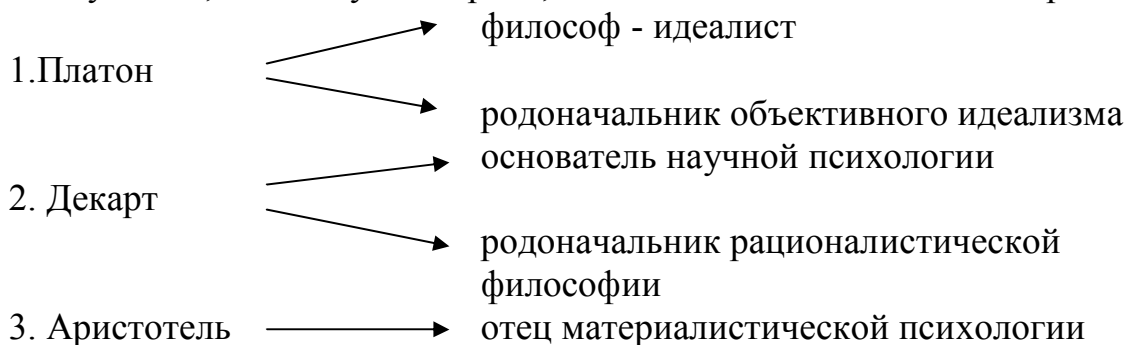 философ - идеалист
1.Платон
родоначальник объективного идеализма
основатель научной психологии
2. Декарт
родоначальник рационалистической
философии
3. Аристотель отец материалистической психологии